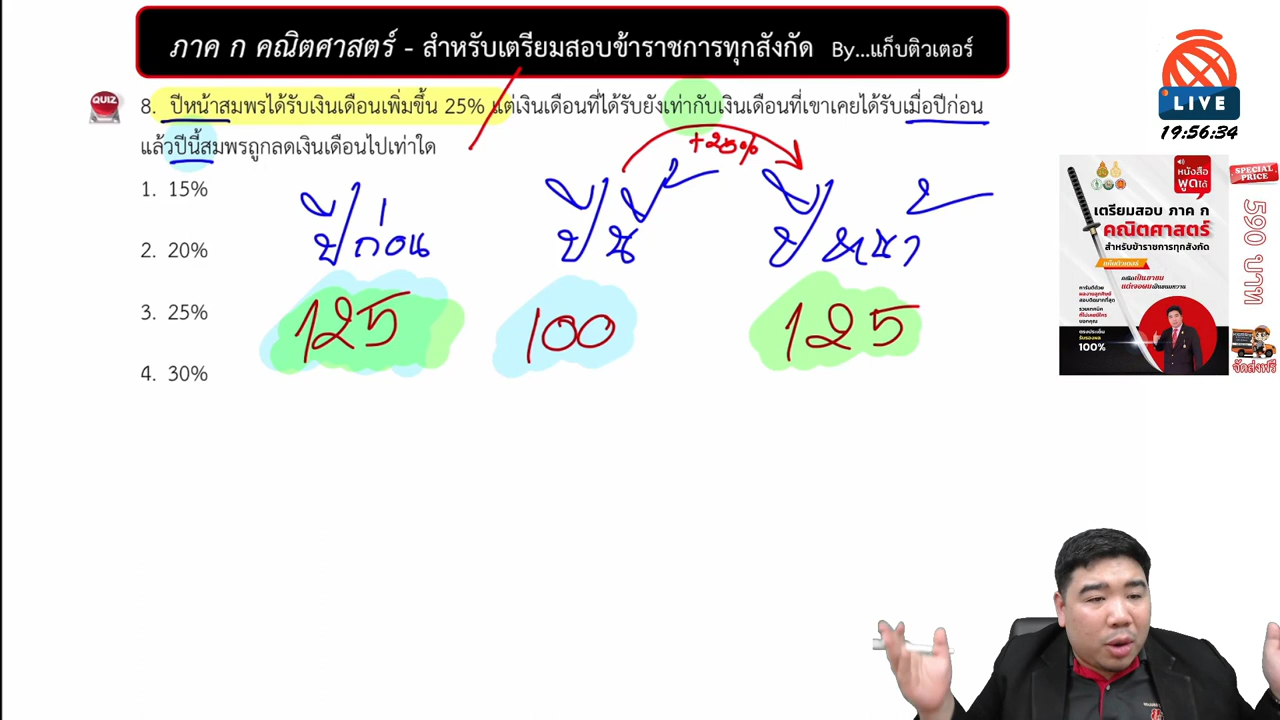 ภาค ก คณิตศาสตร์ - สำหรับเตรียมสอบข้าราชการทุกสังกัด By...แก็บติวเตอร์
QUIZ
8. ปีหน้าสมพรได้รับเงินเดือนเพิ่มขึ้น 25% แต่เงินเดือนที่ได้รับยังเท่ากับเงินเดือนที่เขาเคยได้รับเมื่อปีก่อน
แล้วปีนี้สมพรถูกลดเงินเดือนไปเท่าใด
+25%
1. 15%
2. 20%
3. 25%
4. 30%
ปีก่อน ปีนี้ ปีหน้า
125 100 125
LIVE
19:56:34
หนังสือ
พูดได้
SPECIAL
PRICE
เตรียมสอบ ภาค ก
คณิตศาสตร์
สำหรับข้าราชการทุกสังกัด
แก็บติวเตอร์
590 บาท
100%
จัดส่งฟรี